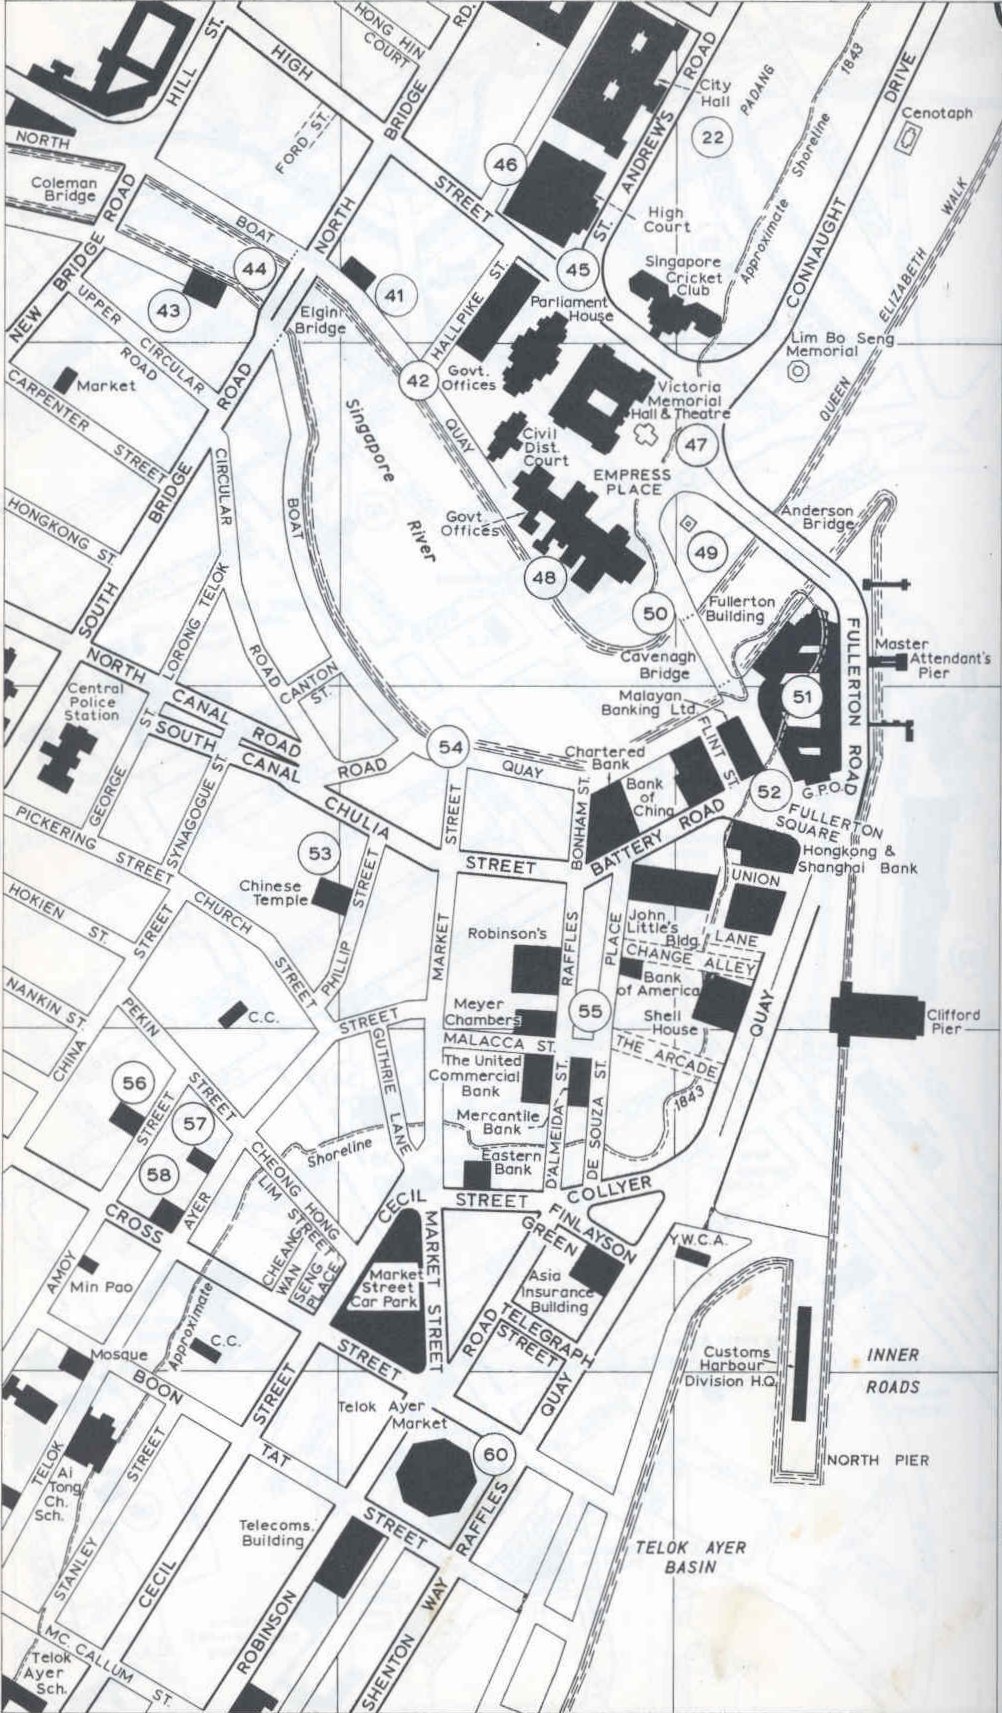 HONG HIN
COURT
RD.
HILL ST.
HIGH
FORD ST.
NORTH
BRIDGE
ROAD
ST. ANDREW'S
City
Hall
22
PADANG
Approximate Shoreline 1843
DRIVE
CONNAUGHT
Cenotaph
NORTH
Coleman
Bridge
NEW BRIDGE ROAD
BOAT
44
43
41
46
STREET
High
Court
45
Singapore
Cricket
Club
QUEEN ELIZABETH WALK
UPPER CIRCULAR
ROAD
Elgin
Bridge
HALLPIKE ST.
Parliament
House
Lim Bo Seng
Memorial
Market
CARPENTER STREET
42
Govt.
Offices
Victoria
Memorial
Hall & Theatre
47
Singapore
River
QUAY
Civil
Dist.
Court
EMPRESS
PLACE
SOUTH BRIDGE ROAD
HONGKONG ST.
CIRCULAR
ROAD
BOAT
Govt
Offices
Anderson
Bridge
49
48
50
Fullerton
Building
LORONG TELOK
Cavenagh
Bridge
FULLERTON ROAD
Master
Attendant's
Pier
NORTH CANAL ROAD
CANTON
ST.
Central
Police
Station
Malayan
Banking Ltd.
51
SOUTH CANAL ROAD
54
QUAY
FLINT ST.
Chartered
Bank
GEORGE ST.
SYNAGOGUE ST.
Bank
of
China
52
G.P.O.
FULLERTON
SQUARE
PICKERING STREET
CHULIA STREET
BONHAM ST.
BATTERY ROAD
Hongkong &
Shanghai Bank
53
Chinese
Temple
PHILLIP STREET
UNION
LANE
HOKIEN ST.
CHURCH STREET
MARKET STREET
Robinson's
RAFFLES PLACE
John
Little's
Bldg.
CHANGE ALLEY
Bank
of America
NANKIN ST.
PEKIN STREET
CHINA STREET
C.C.
Meyer
Chambers
55
Shell
House
QUAY
Clifford
Pier
GUTHRIE LANE
MALACCA ST.
THE ARCADE
The United
Commercial
Bank
56
57
58
Mercantile
Bank
D'ALMEIDA ST.
DE SOUZA ST.
1843
Shoreline
Eastern
Bank
CHEONG HONG
LIM STREET
CHEANG
WAN
SENG
PLACE
CECIL STREET
COLLYER
FINLAYSON
GREEN
CROSS STREET
AYER
STREET
AMOY
Min Pao
Market
Street
Car Park
MARKET STREET
Y.W.C.A.
Asia
Insurance
Building
TELEGRAPH
STREET
Approximate
C.C.
Mosque
BOON TAT STREET
Customs
Harbour
Division H.Q.
INNER
ROADS
Telok Ayer
Market
60
RAFFLES QUAY
ROAD
NORTH PIER
TELOK
Ai
Tong
Ch.
Sch.
STANLEY STREET
CECIL STREET
Telecoms.
Building
TELOK AYER
BASIN
ROBINSON
SHENTON WAY
MC. CALLUM ST.
Telok
Ayer
Sch.